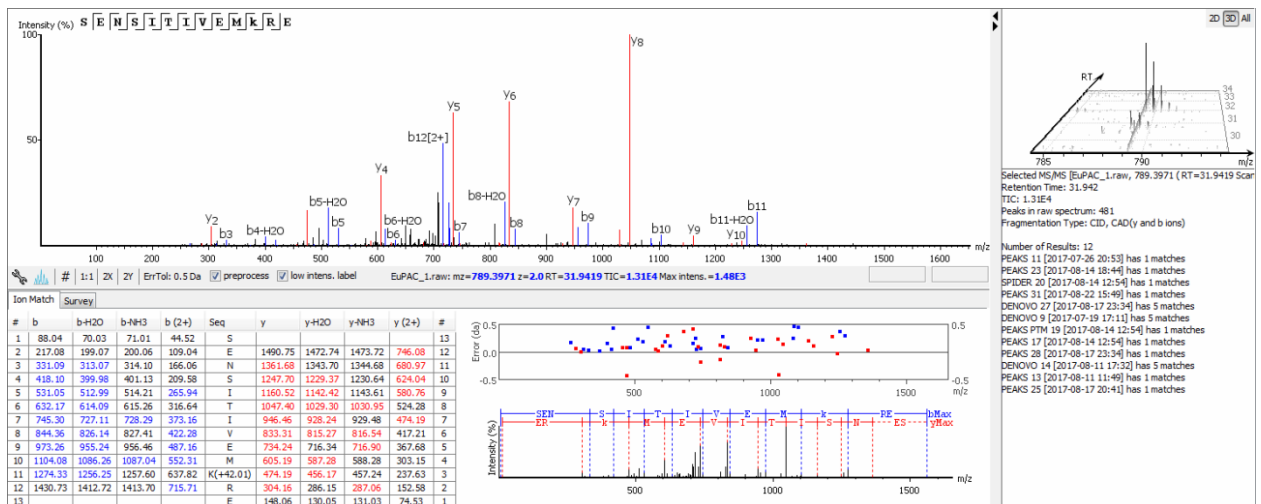 Intensity (%) S E N S I T I V E M k R E
100
50
y2 b3 b4-H2O b5-H2O b5 y4 b6-H2O b6 b12[2+] y5 b7 b8-H2O y6 b8 y7 b9 y8 b10 y9 b11-H2O y10 b11
100 200 300 400 500 600 700 800 900 1000 1100 1200 1300 1400 1500 1600 m/z
# 1:1 2X 2Y ErrTol: 0.5 Da preprocess low intens. label EuPAC_1.raw: mz=789.3971 z=2.0 RT=31.9419 TIC=1.31E4 Max intens.=1.48E3
Ion Match Survey
# b b-H2O b-NH3 b (2+) Seq y y-H2O y-NH3 y (2+) #
1 88.04 70.03 71.01 44.52 S 13
2 217.08 199.07 200.06 109.04 E 1490.75 1472.74 1473.72 746.08 12
3 331.09 313.07 314.10 166.06 N 1361.68 1343.70 1344.68 680.97 11
4 418.10 399.98 401.13 209.58 S 1247.70 1229.37 1230.64 624.04 10
5 531.05 512.99 514.21 265.94 I 1160.52 1142.42 1143.61 580.76 9
6 632.17 614.09 615.26 316.64 T 1047.40 1029.30 1030.95 524.28 8
7 745.30 727.11 728.29 373.16 I 946.46 928.24 929.48 474.19 7
8 844.36 826.14 827.41 422.28 V 833.31 815.27 816.54 417.21 6
9 973.26 955.24 956.46 487.16 E 734.24 716.34 716.90 367.68 5
10 1104.08 1086.26 1087.04 552.31 M 605.19 587.28 588.28 303.15 4
11 1274.33 1256.25 1257.60 637.82 K(+42.01) 474.19 456.17 457.24 237.63 3
12 1430.73 1412.72 1413.70 715.71 R 304.16 286.15 287.06 152.58 2
13 E 148.06 130.05 131.03 74.53 1
Error (da)
0.5 0.5
0.0
-0.5 -0.5
500 1000 1500 m/z
SEN S I T I V E M k RE bMax
ER k M E V I T I S N ES yMax
Intensity (%)
500 1000 1500 m/z
2D 3D All
RT
34
33
32
31
30
785 790 m/z
Selected MS/MS [EuPAC_1.raw, 789.3971 ( RT=31.9419 Scar
Retention Time: 31.942
TIC: 1.31E4
Peaks in raw spectrum: 481
Fragmentation Type: CID, CAD(y and b ions)
Number of Results: 12
PEAKS 11 [2017-07-26 20:53] has 1 matches
PEAKS 23 [2017-08-14 18:44] has 1 matches
SPIDER 20 [2017-08-14 12:54] has 1 matches
PEAKS 31 [2017-08-22 15:49] has 1 matches
DENOVO 27 [2017-08-17 23:34] has 5 matches
DENOVO 9 [2017-07-19 17:11] has 5 matches
PEAKS PTM 19 [2017-08-14 12:54] has 1 matches
PEAKS 17 [2017-08-14 12:54] has 1 matches
PEAKS 28 [2017-08-17 23:34] has 1 matches
DENOVO 14 [2017-08-11 17:32] has 5 matches
PEAKS 13 [2017-08-11 11:49] has 1 matches
PEAKS 25 [2017-08-17 20:41] has 1 matches